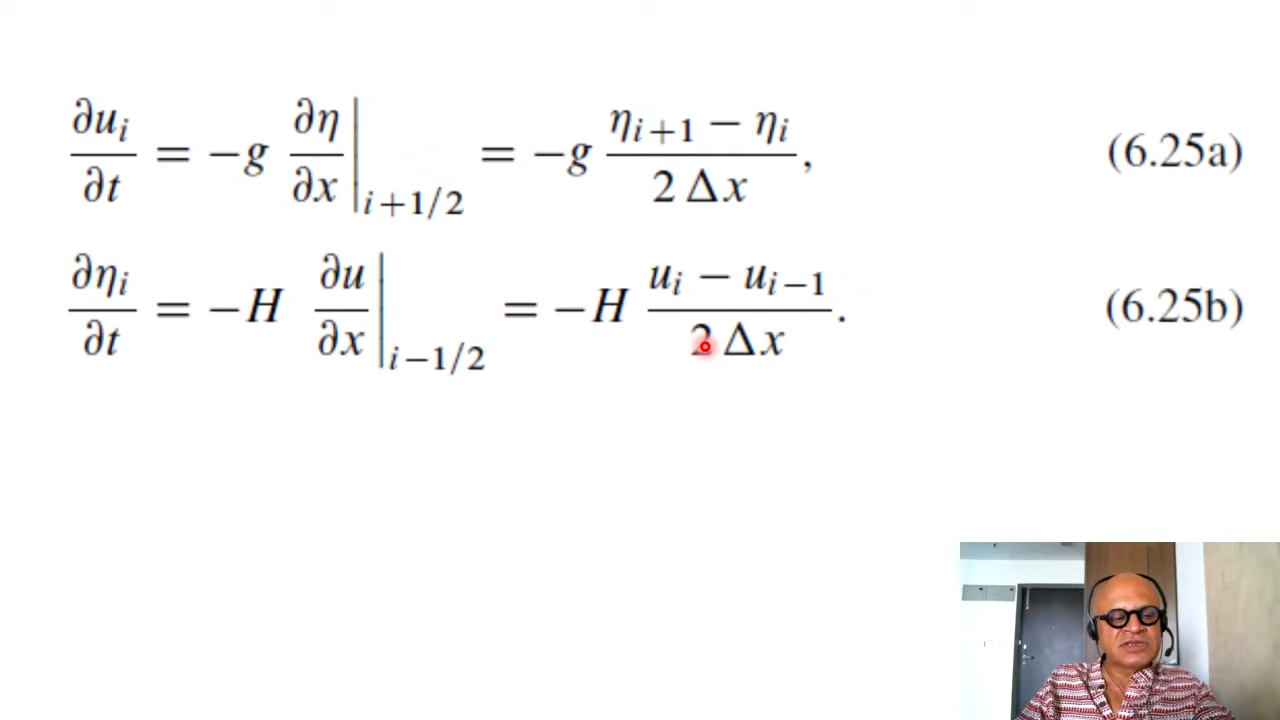 ∂u_i/∂t = −g ∂η/∂x |_{i+1/2} = −g (η_{i+1} − η_i)/(2 Δx), (6.25a)
∂η_i/∂t = −H ∂u/∂x |_{i−1/2} = −H (u_i − u_{i−1})/(2 Δx). (6.25b)